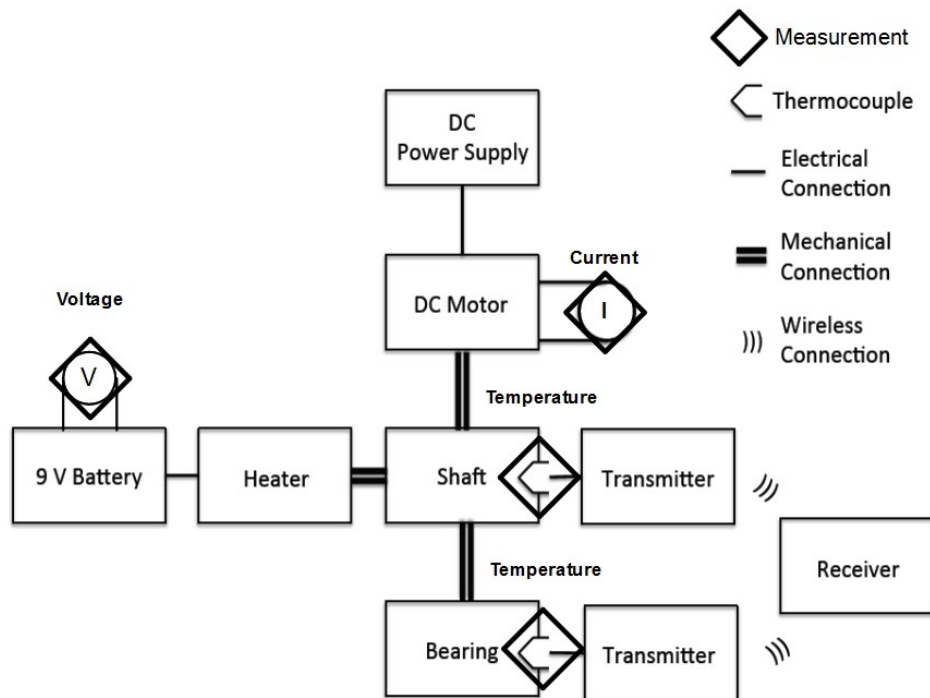 Measurement
Thermocouple
Electrical
Connection
Mechanical
Connection
Wireless
Connection
DC
Power Supply
DC Motor
Current
I
Voltage
V
Temperature
9 V Battery
Heater
Shaft
Transmitter
Receiver
Temperature
Bearing
Transmitter